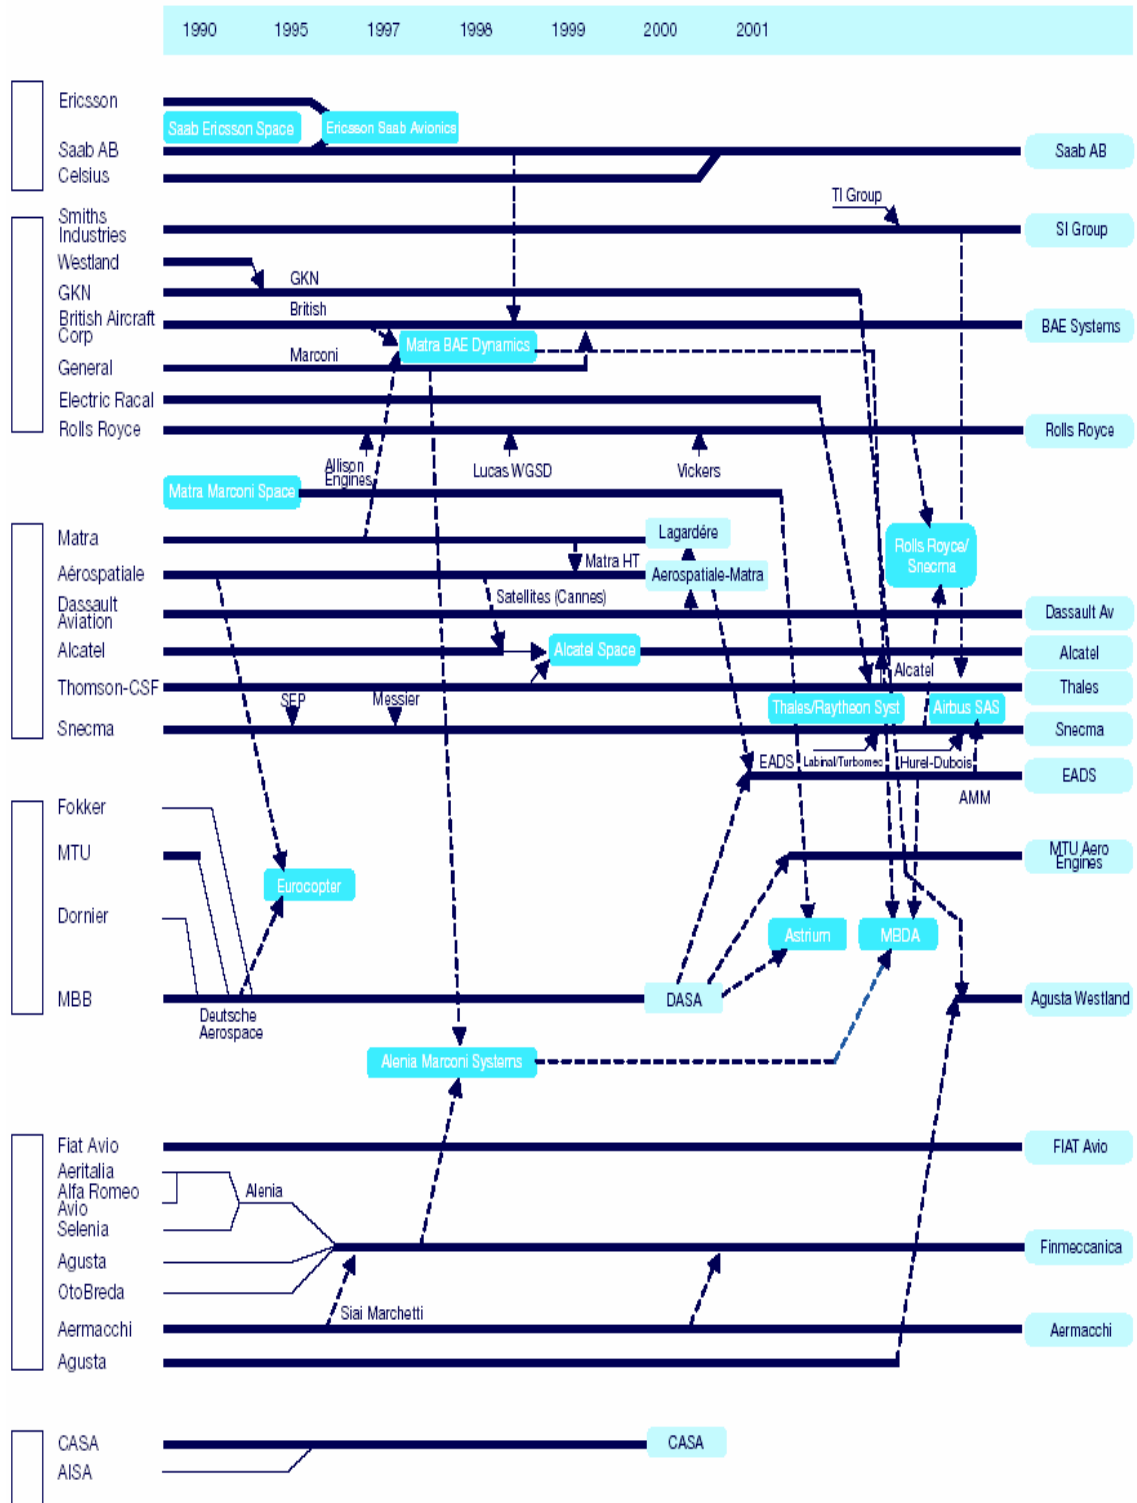 1990 1995 1997 1998 1999 2000 2001
Ericsson
Saab Ericsson Space
Ericsson Saab Avionics
Saab AB
Saab AB
Celsius
TI Group
Smiths
Industries
SI Group
Westland
GKN
GKN
British Aircraft
Corp
British
BAE Systems
Matra BAE Dynamics
General
Marconi
Electric Racal
Rolls Royce
Rolls Royce
Allison
Engines
Lucas WGSD
Vickers
Matra Marconi Space
Matra
Lagardére
Rolls Royce/
Snecma
Matra HT
Aérospatiale
Aerospatiale-Matra
Satellites (Cannes)
Dassault
Aviation
Dassault Av
Alcatel
Alcatel Space
Alcatel
Alcatel
Thomson-CSF
Thales
SEP
Messier
Thales/Raytheon Syst
Airbus SAS
Snecma
Snecma
EADS
Labinal/Turbomec
Hurel-Dubois
EADS
AMM
Fokker
MTU
MTU Aero
Engines
Eurocopter
Dornier
Astrium
MBDA
MBB
DASA
Agusta Westland
Deutsche
Aerospace
Alenia Marconi Systems
Fiat Avio
FIAT Avio
Aeritalia
Alfa Romeo
Avio
Alenia
Selenia
Finmeccanica
Agusta
OtoBreda
Siai Marchetti
Aermacchi
Aermacchi
Agusta
CASA
CASA
AISA